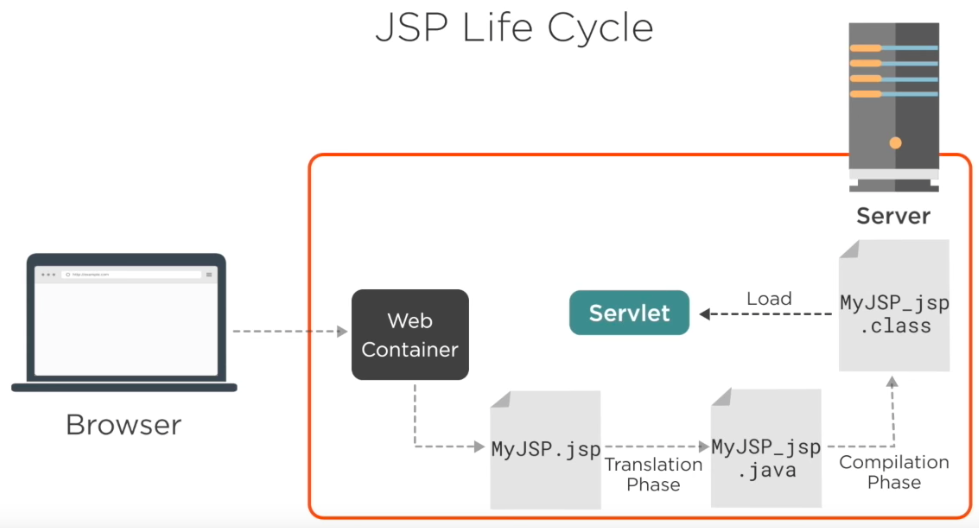 JSP Life Cycle
Server
Browser
Web
Container
Servlet
Load
MyJSP_jsp
.class
MyJSP.jsp
Translation
Phase
MyJSP_jsp
.java
Compilation
Phase